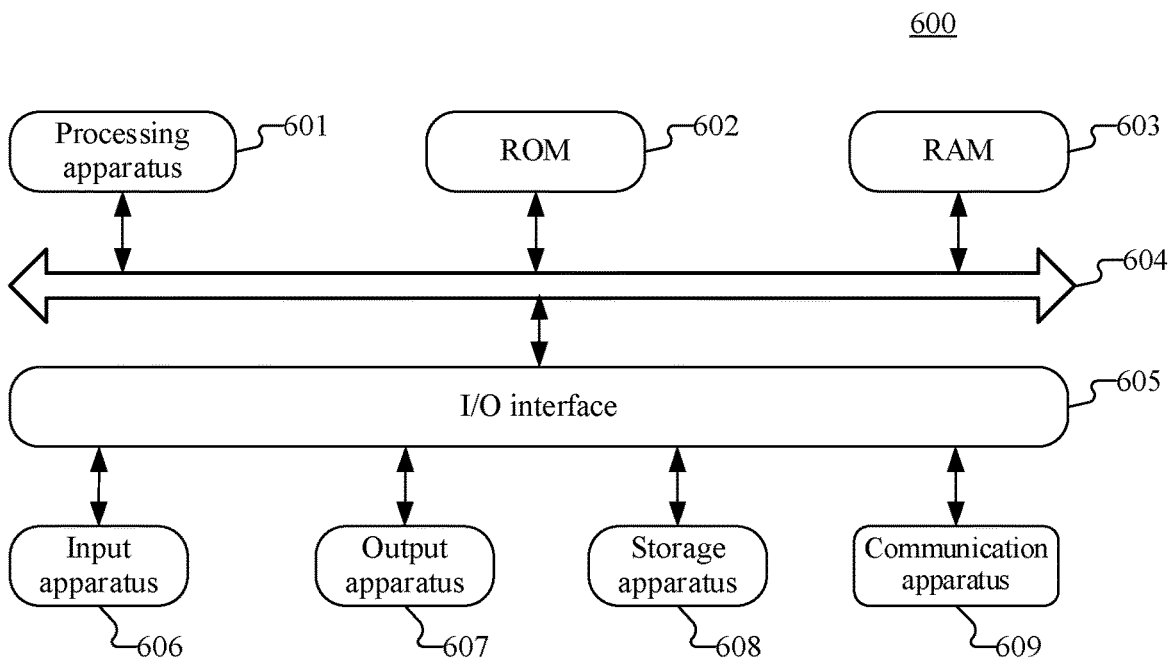 600
Processing
apparatus
601
ROM
602
RAM
603
604
I/O interface
605
Input
apparatus
606
Output
apparatus
607
Storage
apparatus
608
Communication
apparatus
609